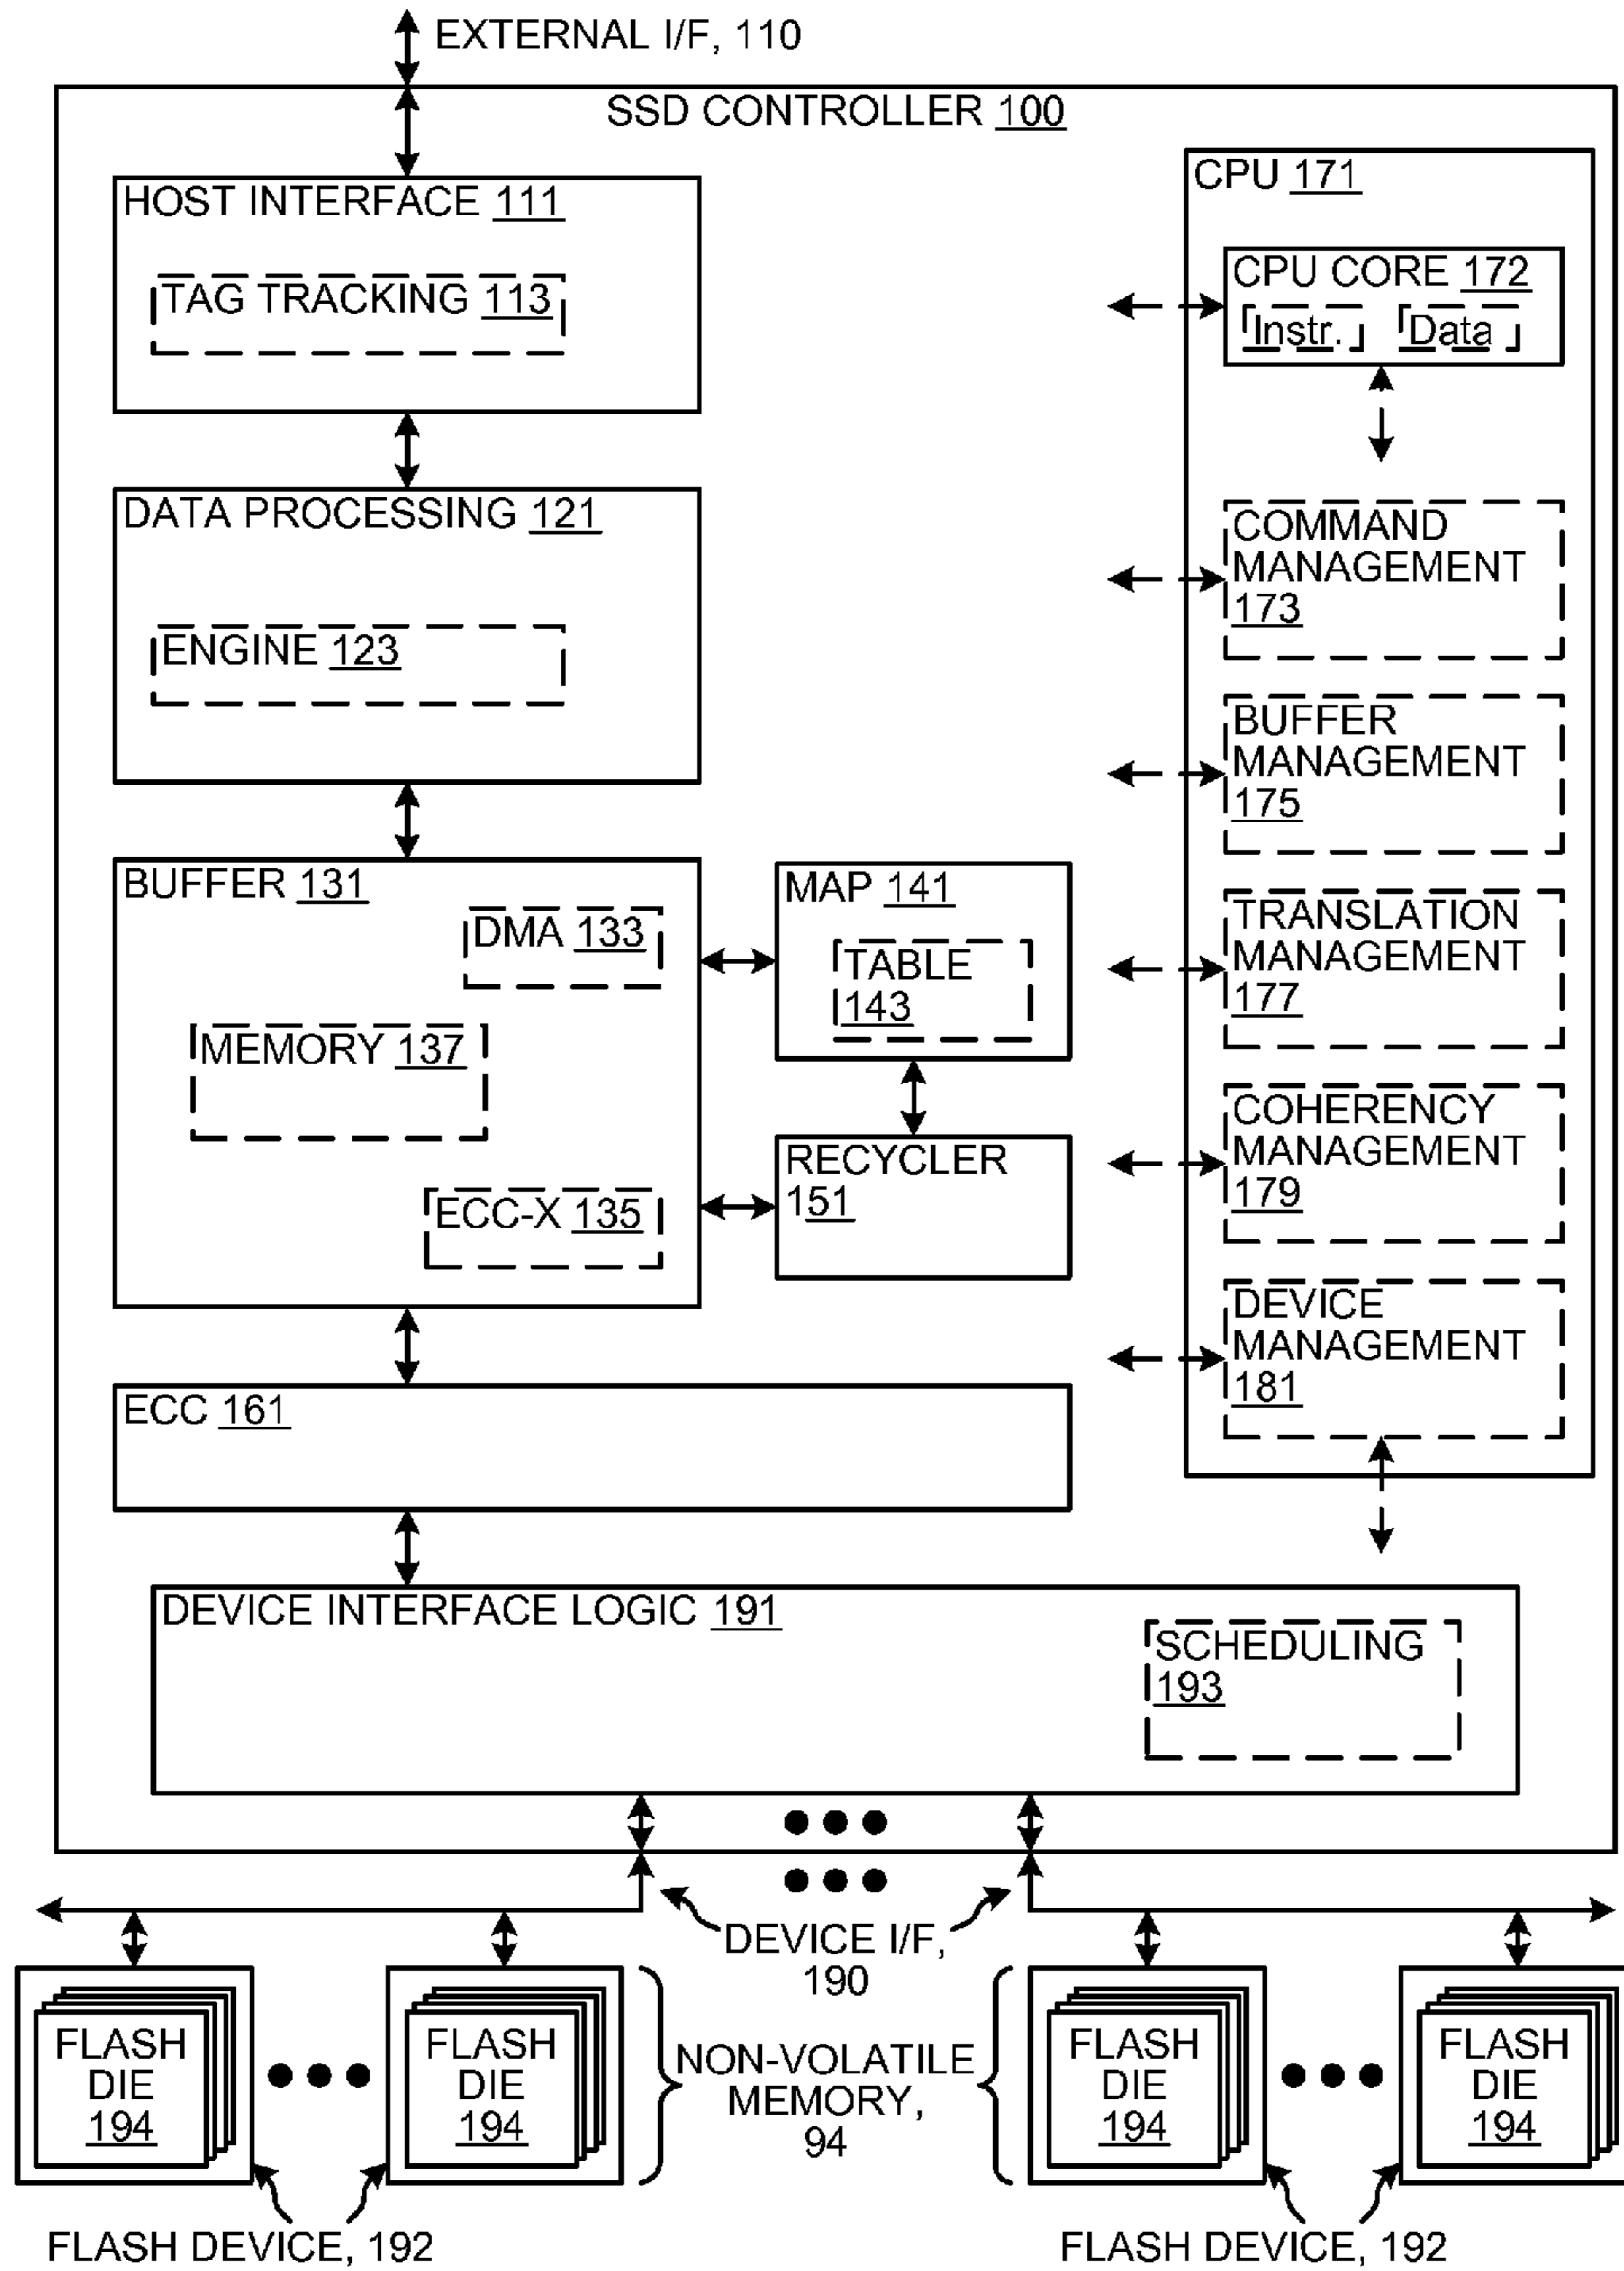 EXTERNAL I/F, 110
SSD CONTROLLER 100
HOST INTERFACE 111
TAG TRACKING 113
DATA PROCESSING 121
ENGINE 123
BUFFER 131
DMA 133
MEMORY 137
ECC-X 135
MAP 141
TABLE
143
RECYCLER
151
ECC 161
CPU 171
CPU CORE 172
Instr. Data
COMMAND
MANAGEMENT
173
BUFFER
MANAGEMENT
175
TRANSLATION
MANAGEMENT
177
COHERENCY
MANAGEMENT
179
DEVICE
MANAGEMENT
181
DEVICE INTERFACE LOGIC 191
SCHEDULING
193
DEVICE I/F,
190
FLASH
DIE
194
FLASH
DIE
194
NON-VOLATILE
MEMORY,
94
FLASH
DIE
194
FLASH
DIE
194
FLASH DEVICE, 192
FLASH DEVICE, 192